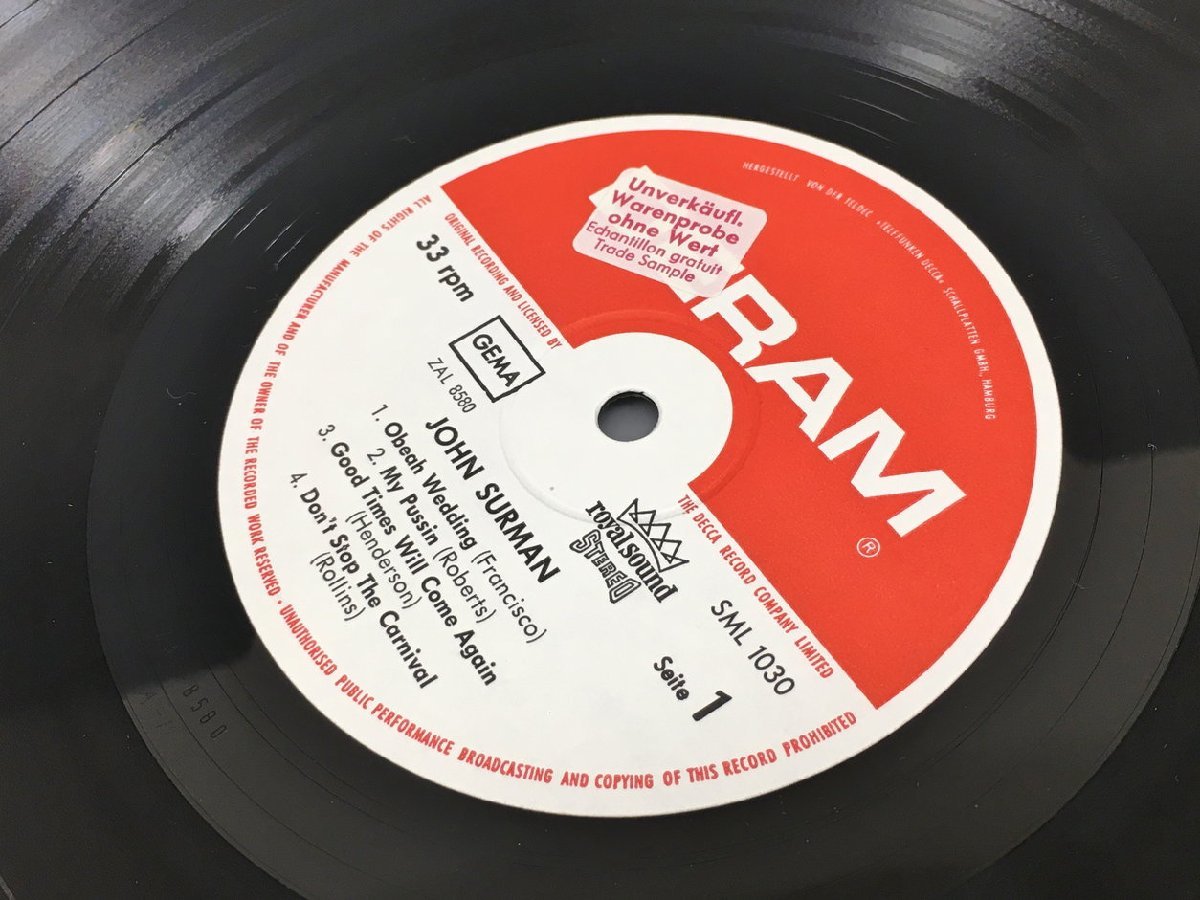 Unverkäufl.
Warenprobe
ohne Wert
Echantillon gratuit
Trade Sample
HERGESTELLT VON DER TELDEC »TELEFUNKEN-DECCA« SCHALLPLATTEN GMBH., HAMBURG
RAM
®
ORIGINAL RECORDING AND LICENSED BY
THE DECCA RECORD COMPANY LIMITED
33 rpm
GEMA
ZAL 8580
royalsound
STEREO
SML 1030
Seite 1
JOHN SURMAN
1. Obeah Wedding (Francisco)
2. My Pussin (Roberts)
3. Good Times Will Come Again
(Henderson)
4. Don't Stop The Carnival
(Rollins)
ALL RIGHTS OF THE MANUFACTURER AND OF THE OWNER OF THE RECORDED WORK RESERVED · UNAUTHORISED PUBLIC PERFORMANCE BROADCASTING AND COPYING OF THIS RECORD PROHIBITED
8580